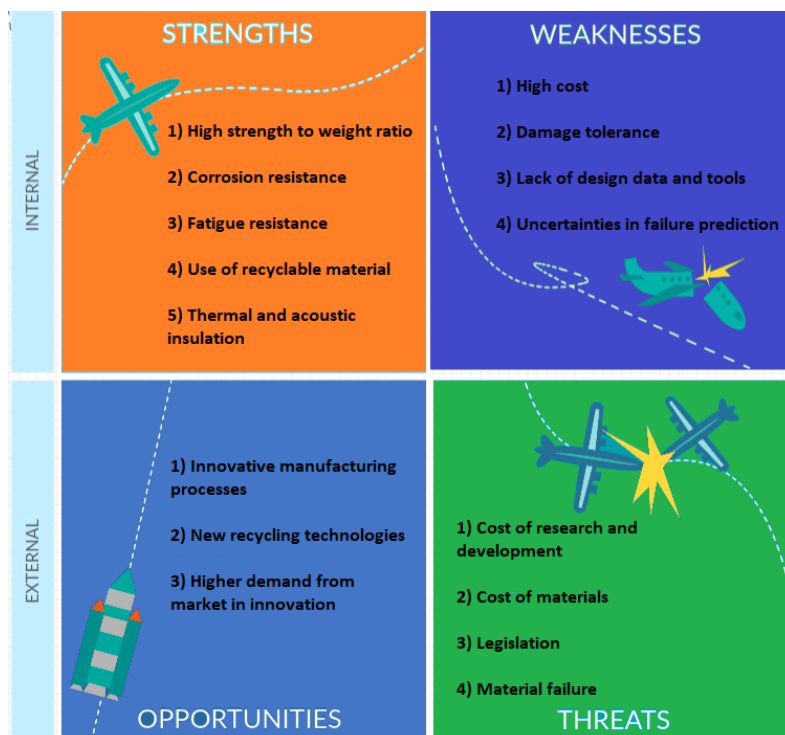 STRENGTHS
1) High strength to weight ratio
2) Corrosion resistance
3) Fatigue resistance
4) Use of recyclable material
5) Thermal and acoustic
insulation
WEAKNESSES
1) High cost
2) Damage tolerance
3) Lack of design data and tools
4) Uncertainties in failure prediction
INTERNAL
1) Innovative manufacturing
processes
2) New recycling technologies
3) Higher demand from
market in innovation
OPPORTUNITIES
1) Cost of research and
development
2) Cost of materials
3) Legislation
4) Material failure
THREATS
EXTERNAL